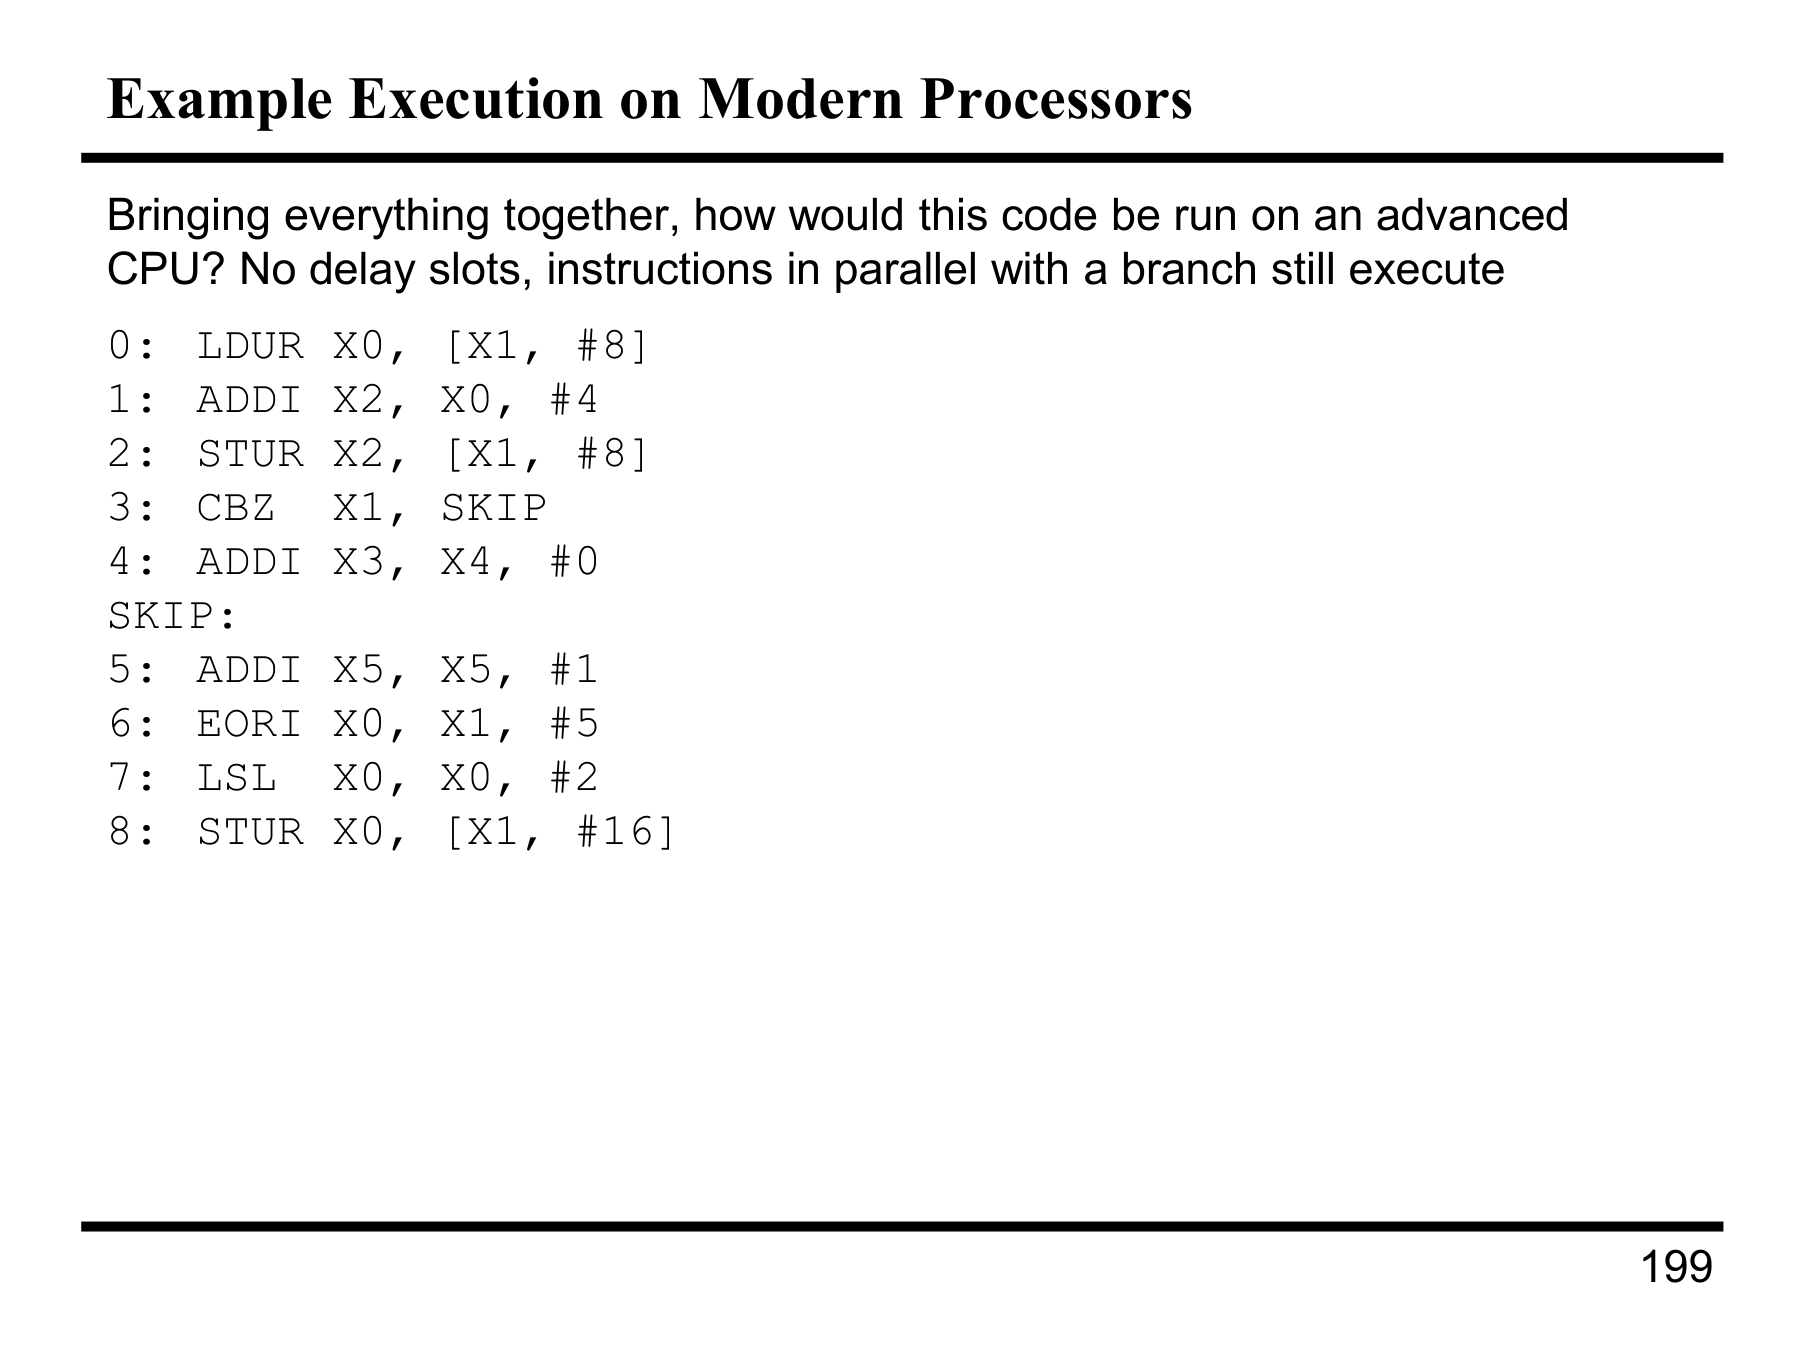 Example Execution on Modern Processors
Bringing everything together, how would this code be run on an advanced
CPU? No delay slots, instructions in parallel with a branch still execute
0: LDUR X0, [X1, #8]
1: ADDI X2, X0, #4
2: STUR X2, [X1, #8]
3: CBZ  X1, SKIP
4: ADDI X3, X4, #0
SKIP:
5: ADDI X5, X5, #1
6: EORI X0, X1, #5
7: LSL  X0, X0, #2
8: STUR X0, [X1, #16]
199